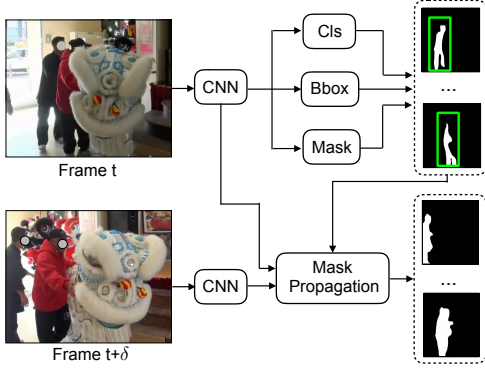 Cls
CNN
Bbox
...
Mask
Frame t
Mask
Propagation
CNN
...
Frame t+δ